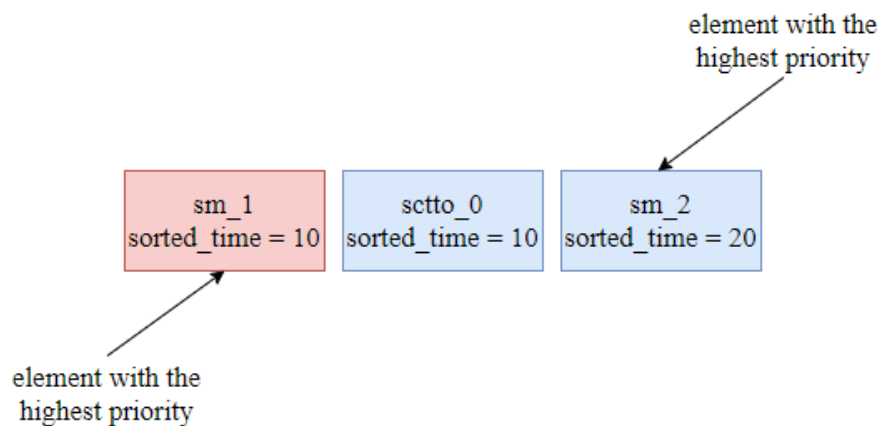 element with the
highest priority
sm_1
sorted_time = 10
sctto_0
sorted_time = 10
sm_2
sorted_time = 20
element with the
highest priority